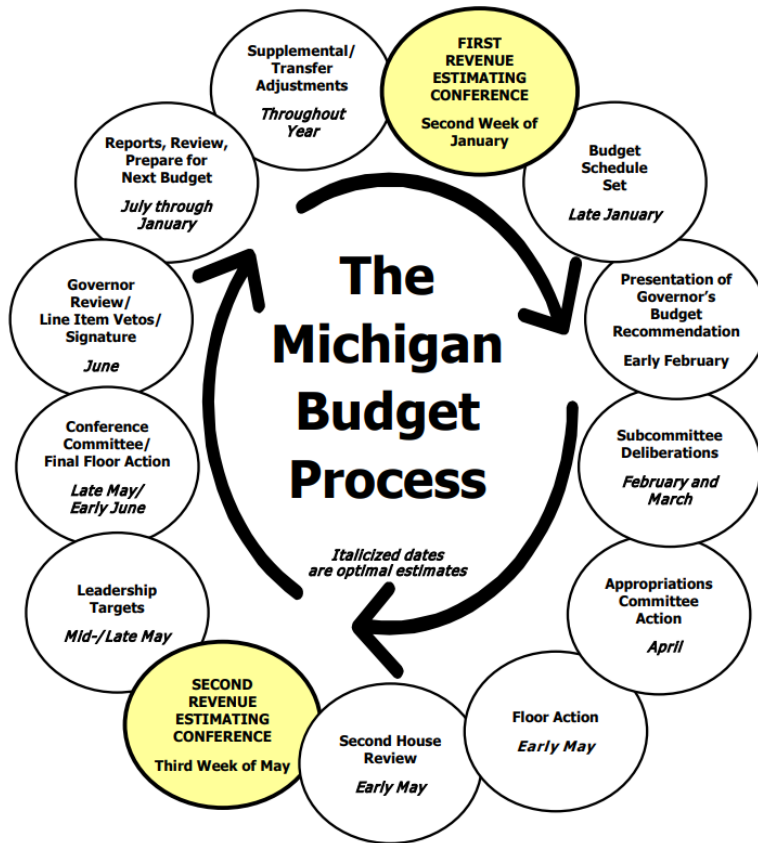 The
Michigan
Budget
Process
Italicized dates
are optimal estimates
FIRST
REVENUE
ESTIMATING
CONFERENCE
Second Week of
January
Budget
Schedule
Set
Late January
Presentation of
Governor's
Budget
Recommendation
Early February
Subcommittee
Deliberations
February and
March
Appropriations
Committee
Action
April
Floor Action
Early May
Second House
Review
Early May
SECOND
REVENUE
ESTIMATING
CONFERENCE
Third Week of May
Leadership
Targets
Mid-/Late May
Conference
Committee/
Final Floor Action
Late May/
Early June
Governor
Review/
Line Item Vetos/
Signature
June
Reports, Review,
Prepare for
Next Budget
July through
January
Supplemental/
Transfer
Adjustments
Throughout
Year